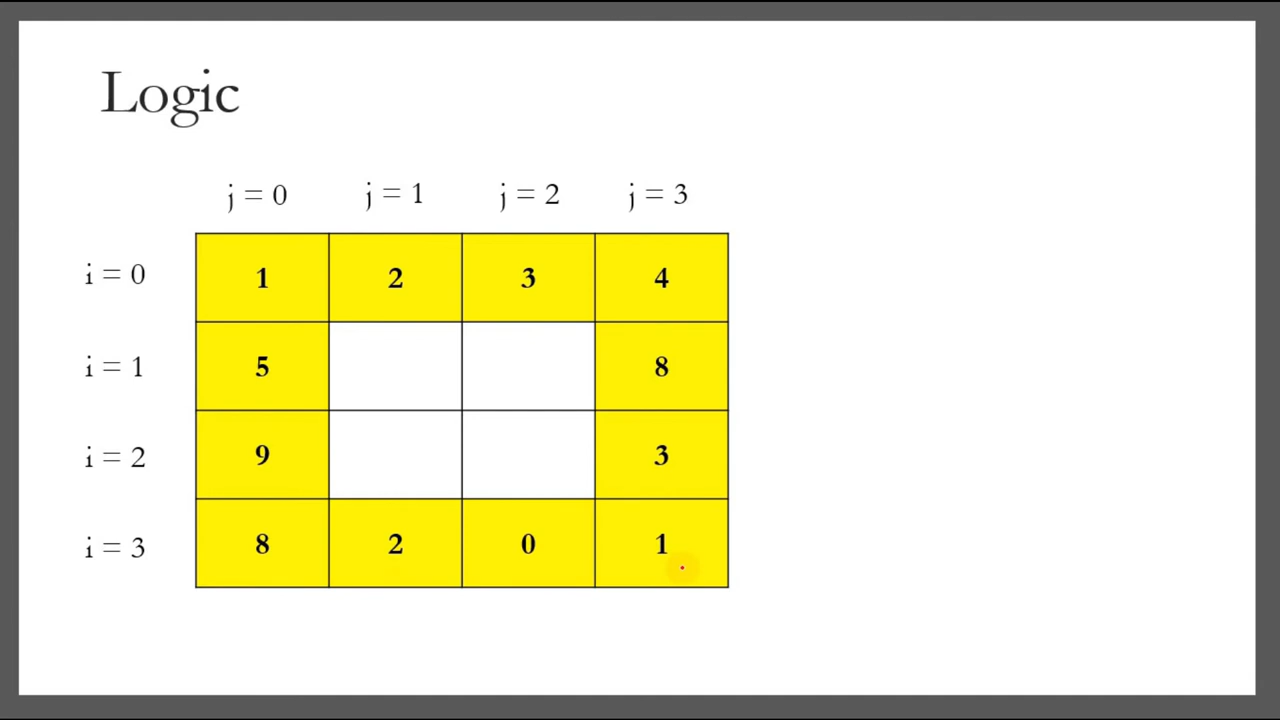 Logic
j = 0 j = 1 j = 2 j = 3
i = 0 1 2 3 4
i = 1 5 8
i = 2 9 3
i = 3 8 2 0 1